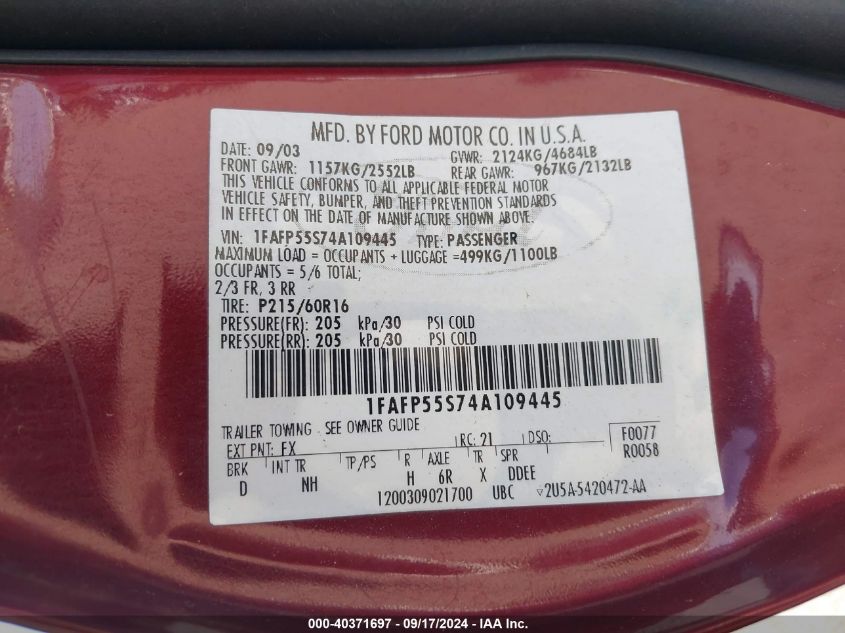 MFD. BY FORD MOTOR CO. IN U.S.A.
DATE: 09/03 GVWR: 2124KG/4684LB
FRONT GAWR: 1157KG/2552LB REAR GAWR: 967KG/2132LB
THIS VEHICLE CONFORMS TO ALL APPLICABLE FEDERAL MOTOR
VEHICLE SAFETY, BUMPER, AND THEFT PREVENTION STANDARDS
IN EFFECT ON THE DATE OF MANUFACTURE SHOWN ABOVE.
VIN: 1FAFP55S74A109445 TYPE: PASSENGER
MAXIMUM LOAD = OCCUPANTS + LUGGAGE =499KG/1100LB
OCCUPANTS = 5/6 TOTAL;
2/3 FR, 3 RR
TIRE: P215/60R16
PRESSURE(FR): 205 kPa/30 PSI COLD
PRESSURE(RR): 205 kPa/30 PSI COLD
1FAFP55S74A109445
TRAILER TOWING - SEE OWNER GUIDE
EXT PNT: FX RC: 21 DSO: F0077
R0058
BRK INT TR TP/PS R AXLE TR SPR
D NH H 6R X DDEE
1200309021700 UBC ▽2U5A-5420472-AA
000-40371697 - 09/17/2024 - IAA Inc.